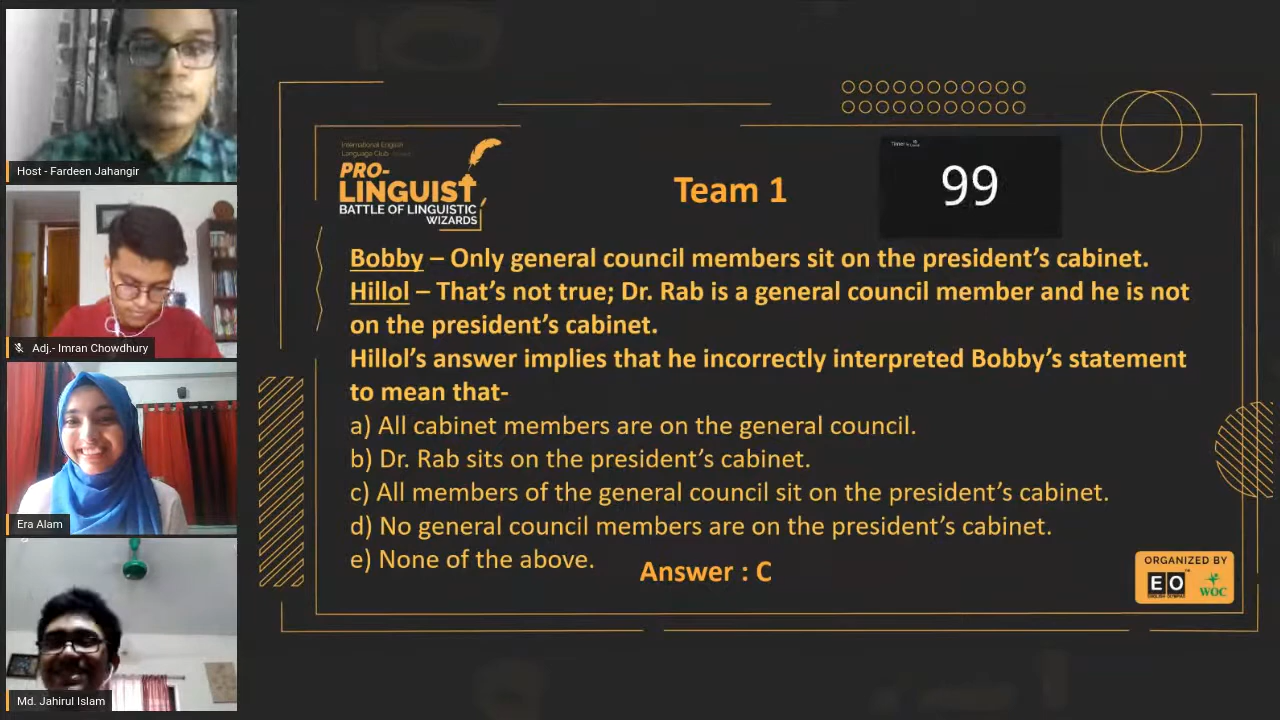 Host - Fardeen Jahangir
Adj.- Imran Chowdhury
Era Alam
Md. Jahirul Islam
International English
Language Club
PRO-
LINGUIST
BATTLE OF LINGUISTIC
WIZARDS
Team 1
99
Bobby – Only general council members sit on the president’s cabinet.
Hillol – That’s not true; Dr. Rab is a general council member and he is not
on the president’s cabinet.
Hillol’s answer implies that he incorrectly interpreted Bobby’s statement
to mean that-
a) All cabinet members are on the general council.
b) Dr. Rab sits on the president’s cabinet.
c) All members of the general council sit on the president’s cabinet.
d) No general council members are on the president’s cabinet.
e) None of the above.
Answer : C
ORGANIZED BY
EO
WOC